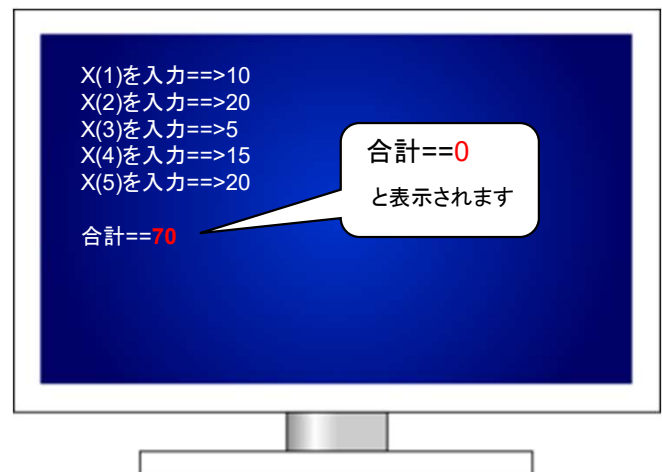 X(1)を入力==>10
X(2)を入力==>20
X(3)を入力==>5
X(4)を入力==>15
X(5)を入力==>20
合計==70
合計==0
と表示されます